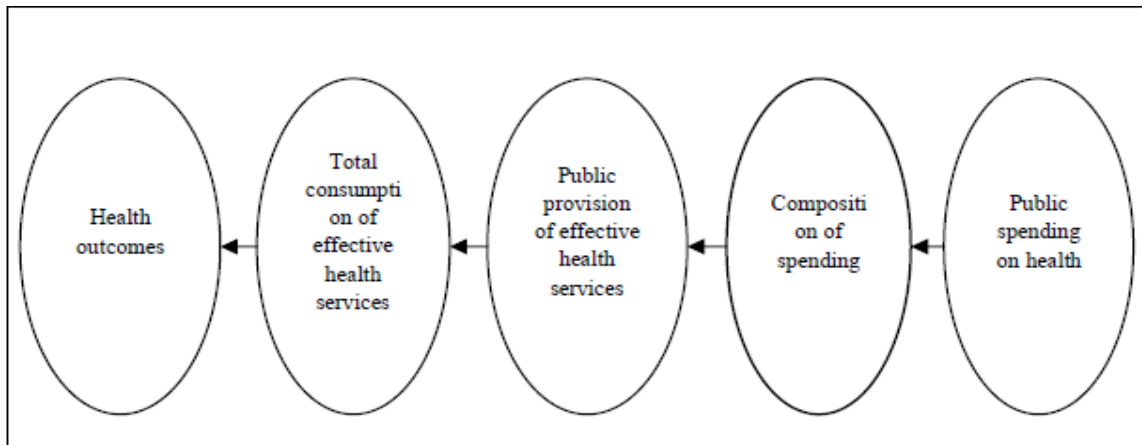 Health
outcomes
Total
consumpti
on of
effective
health
services
Public
provision
of effective
health
services
Compositi
on of
spending
Public
spending
on health